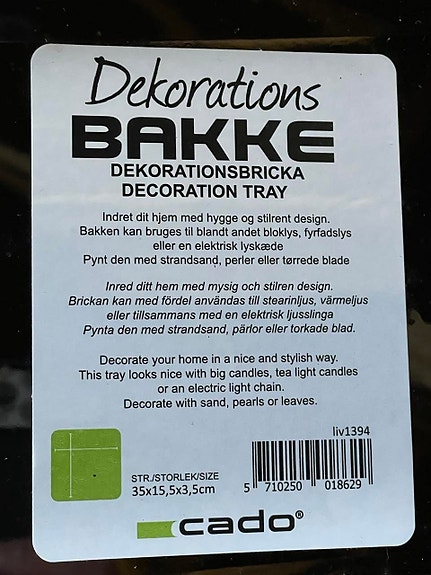 Dekorations
BAKKE
DEKORATIONSBRICKA
DECORATION TRAY
Indret dit hjem med hygge og stilrent design.
Bakken kan bruges til blandt andet bloklys, fyrfadslys
eller en elektrisk lyskæde
Pynt den med strandsand, perler eller tørrede blade
Inred ditt hem med mysig och stilren design.
Brickan kan med fördel användas till stearinljus, värmeljus
eller tillsammans med en elektrisk ljusslinga
Pynta den med strandsand, pärlor eller torkade blad.
Decorate your home in a nice and stylish way.
This tray looks nice with big candles, tea light candles
or an electric light chain.
Decorate with sand, pearls or leaves.
liv1394
STR./STORLEK/SIZE
35x15,5x3,5cm
5 710250 018629
cado®